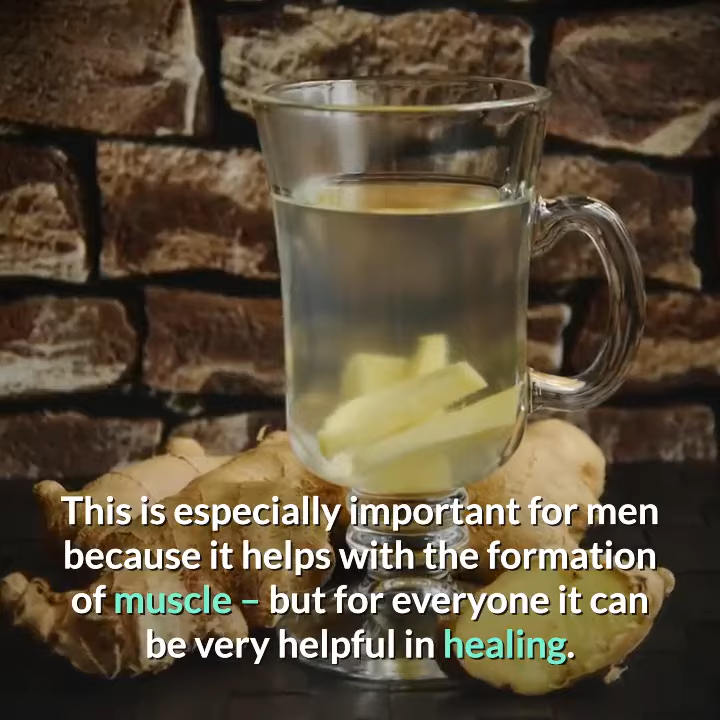 This is especially important for men
because it helps with the formation
of muscle – but for everyone it can
be very helpful in healing.